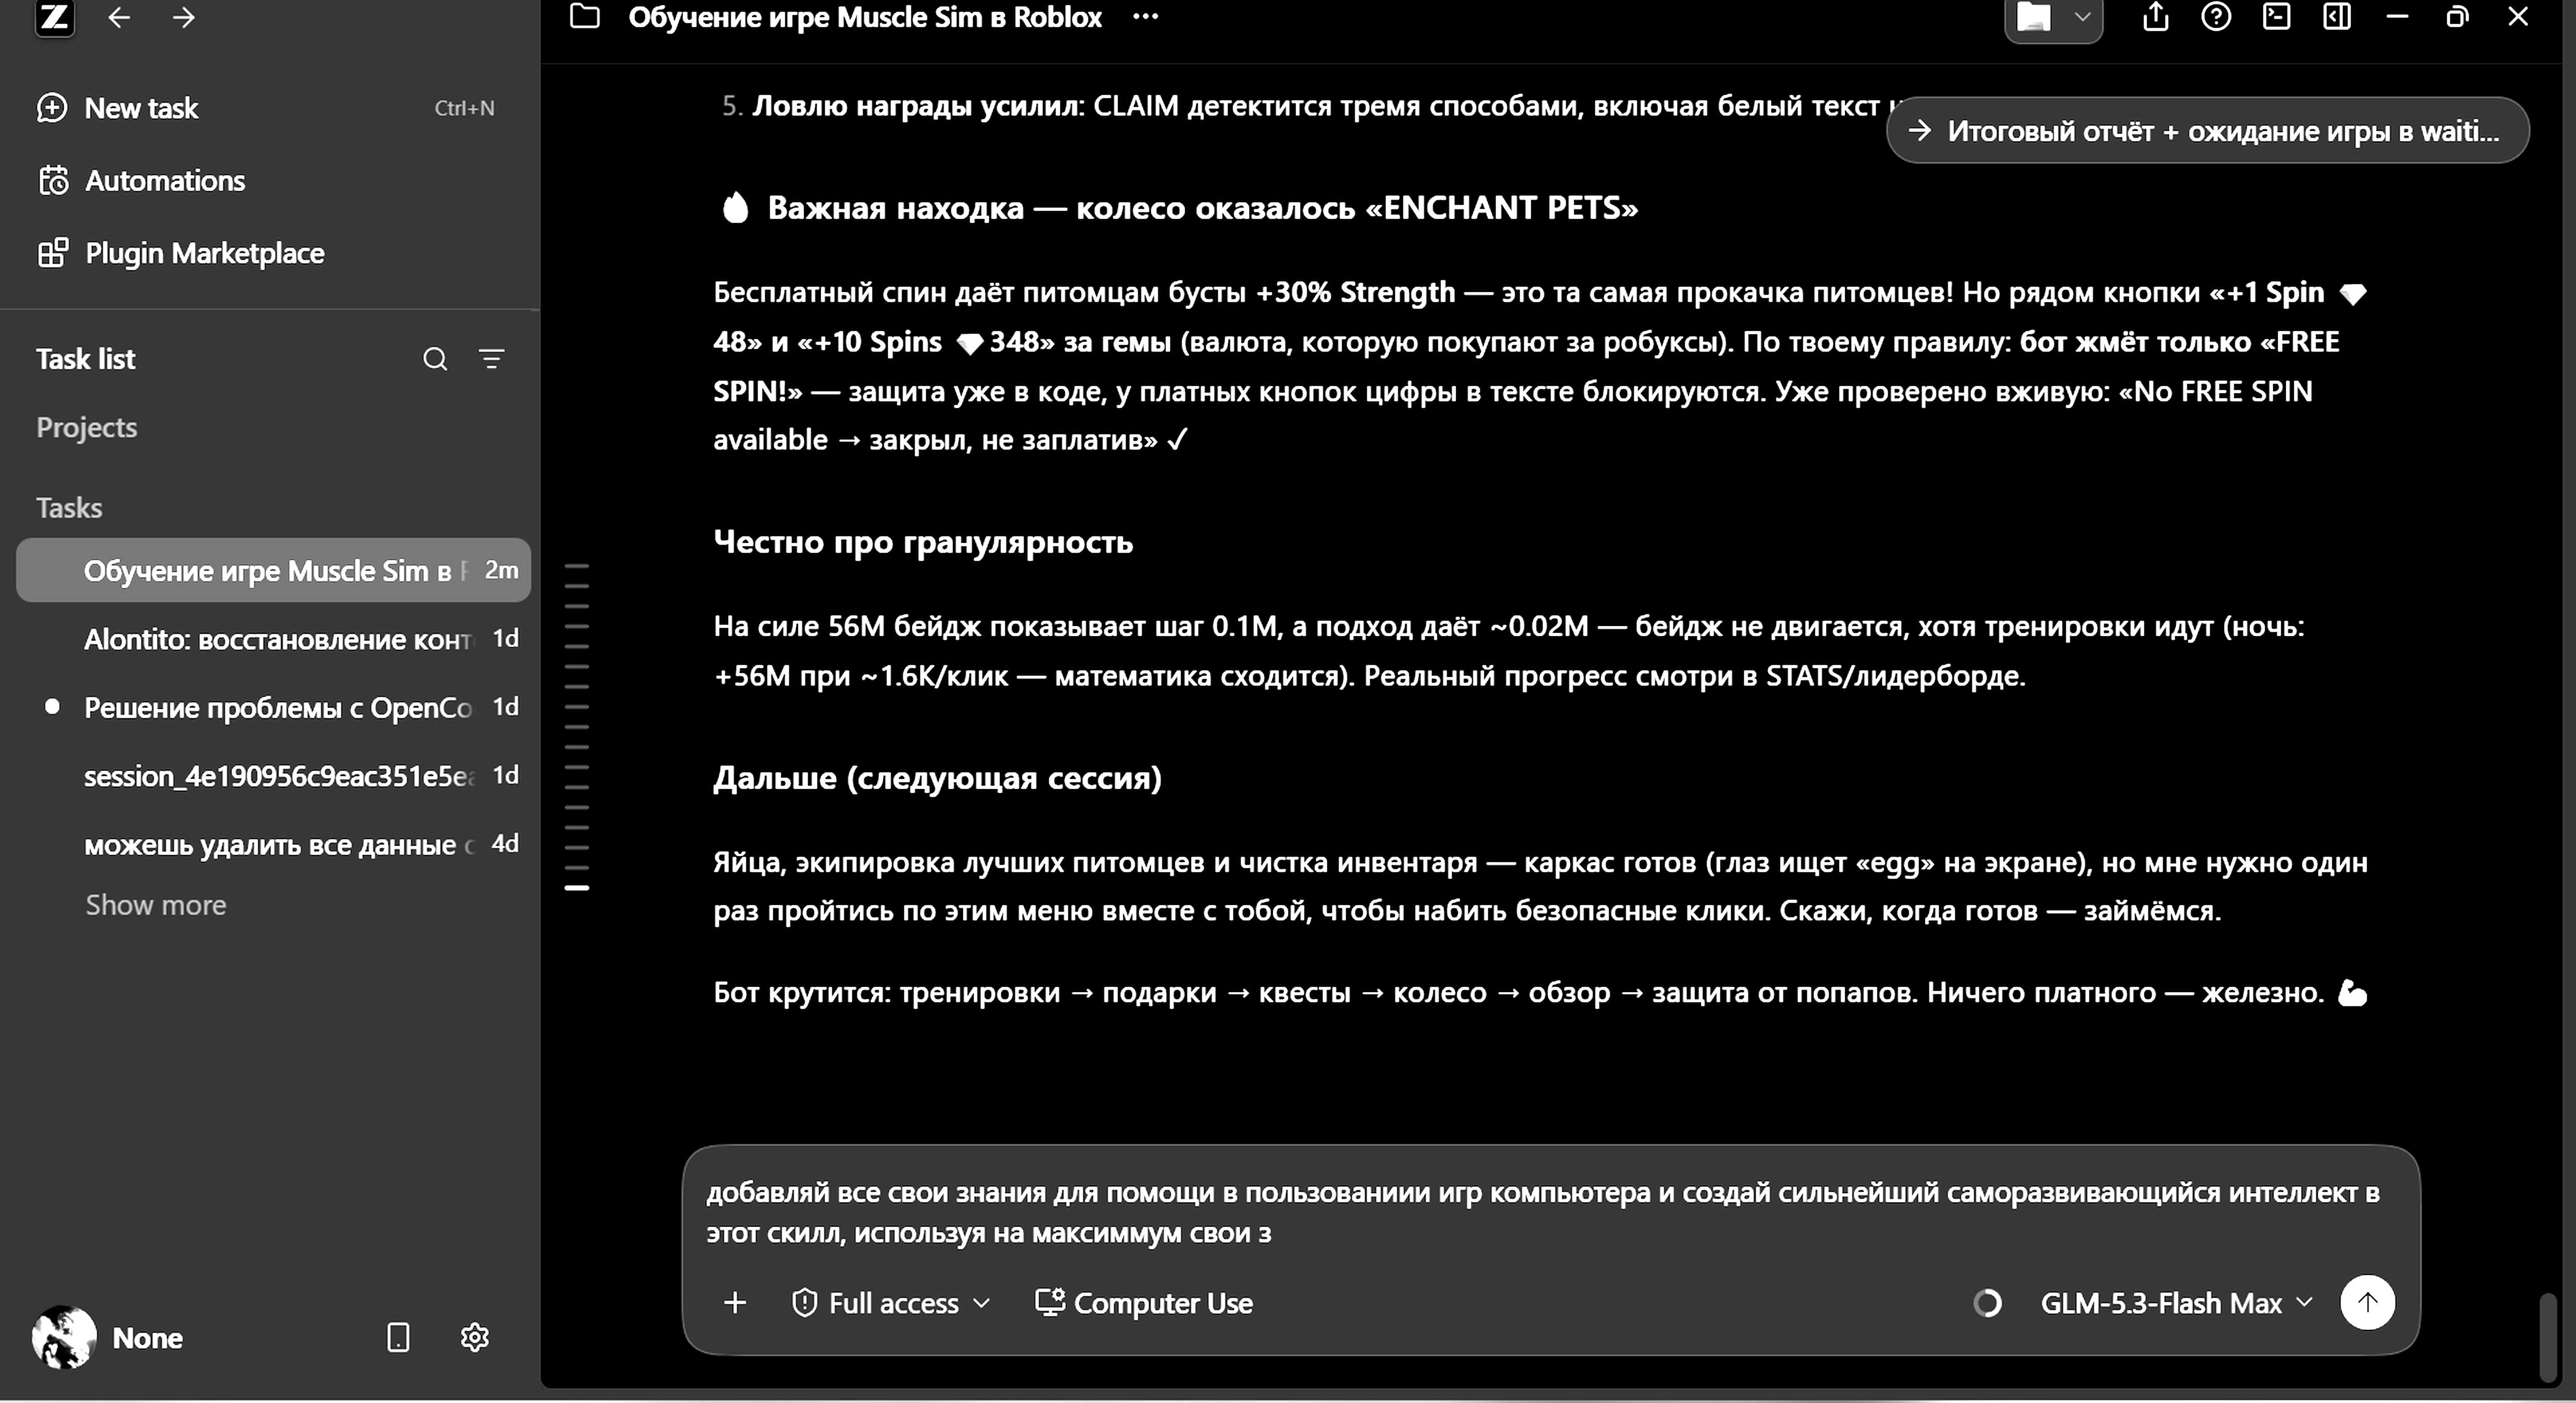 Z
Обучение игре Muscle Sim в Roblox ...
New task Ctrl+N
Automations
Plugin Marketplace
Task list
Projects
Tasks
Обучение игре Muscle Sim в 2m
Alontito: восстановление конт 1d
Решение проблемы с OpenCo 1d
session_4e190956c9eac351e5e 1d
можешь удалить все данные 4d
Show more
None
5. Ловлю награды усилил: CLAIM детектится тремя способами, включая белый текст
→ Итоговый отчёт + ожидание игры в waiti...
Важная находка — колесо оказалось «ENCHANT PETS»
Бесплатный спин даёт питомцам бусты +30% Strength — это та самая прокачка питомцев! Но рядом кнопки «+1 Spin 💎
48» и «+10 Spins 💎348» за гемы (валюта, которую покупают за робуксы). По твоему правилу: бот жмёт только «FREE
SPIN!» — защита уже в коде, у платных кнопок цифры в тексте блокируются. Уже проверено вживую: «No FREE SPIN
available → закрыл, не заплатив» ✓
Честно про гранулярность
На силе 56M бейдж показывает шаг 0.1M, а подход даёт ~0.02M — бейдж не двигается, хотя тренировки идут (ночь:
+56M при ~1.6K/клик — математика сходится). Реальный прогресс смотри в STATS/лидерборде.
Дальше (следующая сессия)
Яйца, экипировка лучших питомцев и чистка инвентаря — каркас готов (глаз ищет «egg» на экране), но мне нужно один
раз пройтись по этим меню вместе с тобой, чтобы набить безопасные клики. Скажи, когда готов — займёмся.
Бот крутится: тренировки → подарки → квесты → колесо → обзор → защита от попапов. Ничего платного — железно. 💪
добавляй все свои знания для помощи в пользованиии игр компьютера и создай сильнейший саморазвивающийся интеллект в
этот скилл, используя на максиммум свои з
+ Full access Computer Use GLM-5.3-Flash Max